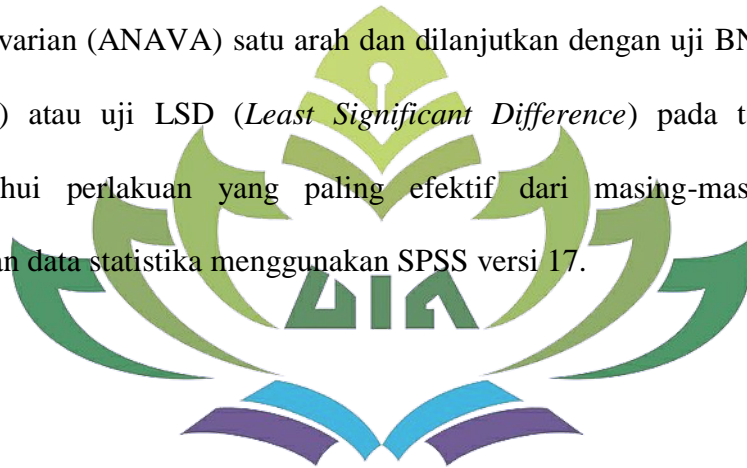 varian (ANAVA) satu arah dan dilanjutkan dengan uji BN
) atau uji LSD (Least Significant Difference) pada t
hui perlakuan yang paling efektif dari masing-mas
an data statistika menggunakan SPSS versi 17.
UIN